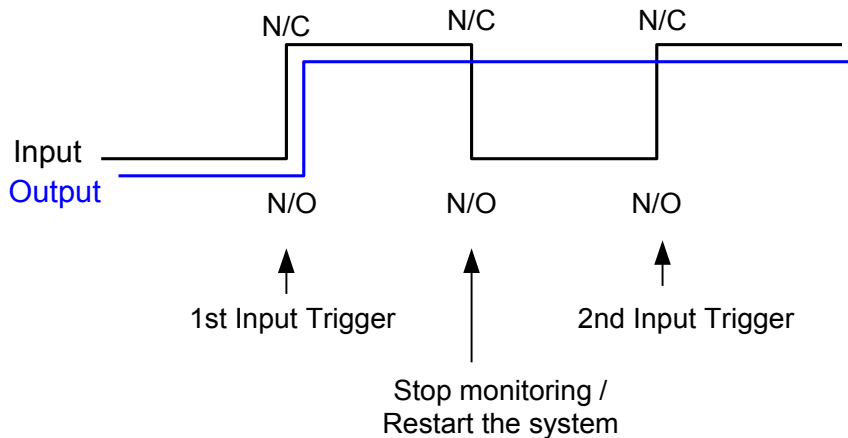 N/C
N/C
N/C
Input
Output
N/O
N/O
N/O
1st Input Trigger
2nd Input Trigger
Stop monitoring /
Restart the system